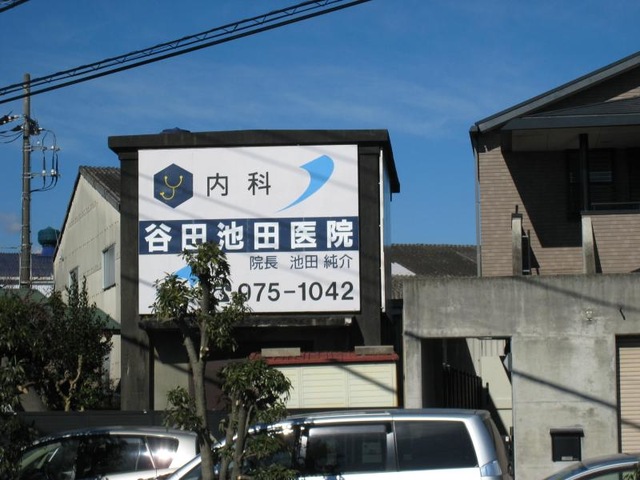 内科
谷田池田医院
院長 池田 純介
975-1042